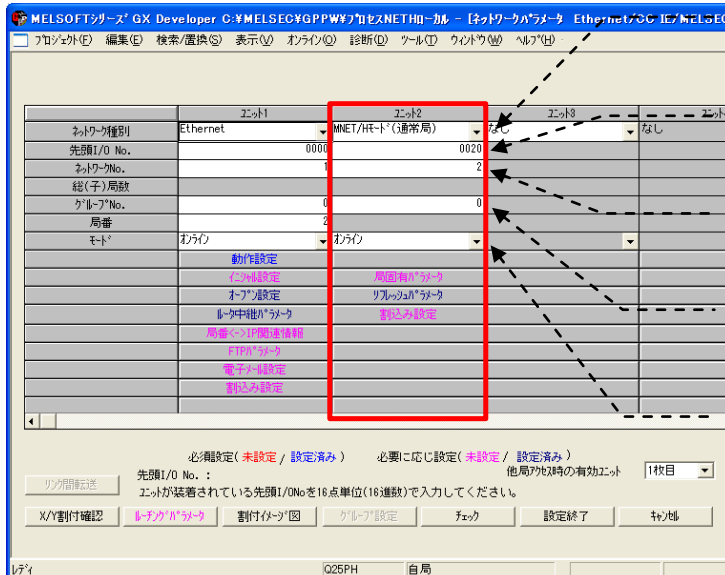 MELSOFTｼﾘｰｽﾞ GX Developer C:¥MELSEC¥GPPW¥ﾌﾟﾛｾｽNETHﾛｰｶﾙ - [ﾈｯﾄﾜｰｸﾊﾟﾗﾒｰﾀ Ethernet/CC IE/MELSEC
ﾌﾟﾛｼﾞｪｸﾄ(F) 編集(E) 検索/置換(S) 表示(V) ｵﾝﾗｲﾝ(O) 診断(D) ﾂｰﾙ(T) ｳｨﾝﾄﾞｳ(W) ﾍﾙﾌﾟ(H)
ﾕﾆｯﾄ1 ﾕﾆｯﾄ2 ﾕﾆｯﾄ3 ﾕﾆｯﾄ
ﾈｯﾄﾜｰｸ種別 Ethernet MNET/Hﾓｰﾄﾞ(通常局) なし なし
先頭I/O No. 0000 0020
ﾈｯﾄﾜｰｸNo. 1 2
総(子)局数
ｸﾞﾙｰﾌﾟNo. 0 0
局番 2
ﾓｰﾄﾞ ｵﾝﾗｲﾝ ｵﾝﾗｲﾝ
動作設定
ｲﾆｼｬﾙ設定 局固有ﾊﾟﾗﾒｰﾀ
ｵｰﾌﾟﾝ設定 ﾘﾌﾚｯｼｭﾊﾟﾗﾒｰﾀ
ﾙｰﾀ中継ﾊﾟﾗﾒｰﾀ 割込み設定
局番<->IP関連情報
FTPﾊﾟﾗﾒｰﾀ
電子ﾒｰﾙ設定
割込み設定
必須設定( 未設定 / 設定済み ) 必要に応じ設定( 未設定 / 設定済み )
ﾘﾝｸ間転送 先頭I/O No. : 他局ｱｸｾｽ時の有効ﾕﾆｯﾄ 1枚目
ﾕﾆｯﾄが装着されている先頭I/ONoを16点単位(16進数)で入力してください。
X/Y割付確認 ﾙｰﾁﾝｸﾞﾊﾟﾗﾒｰﾀ 割付ｲﾒｰｼﾞ図 ｸﾞﾙｰﾌﾟ設定 ﾁｪｯｸ 設定終了 ｷｬﾝｾﾙ
ﾚﾃﾞｨ Q25PH 自局